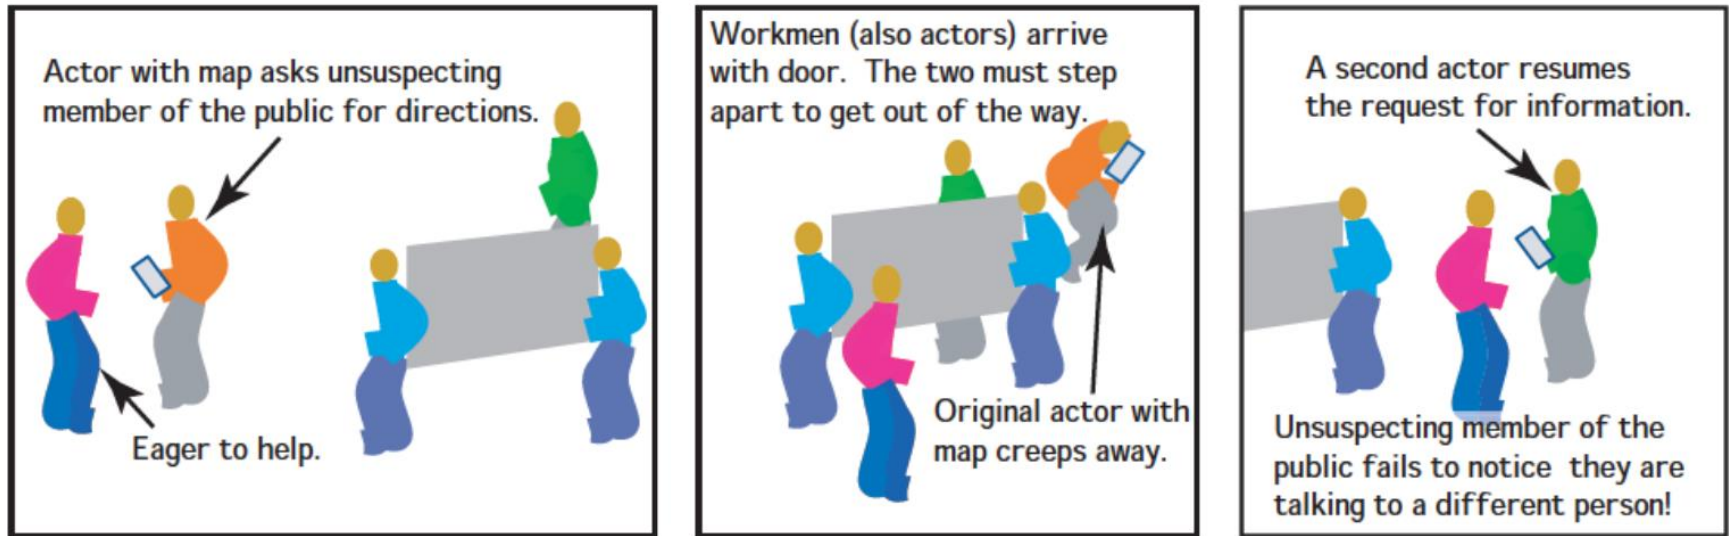 Actor with map asks unsuspecting
member of the public for directions.
Eager to help.
Workmen (also actors) arrive
with door. The two must step
apart to get out of the way.
Original actor with
map creeps away.
A second actor resumes
the request for information.
Unsuspecting member of the
public fails to notice they are
talking to a different person!